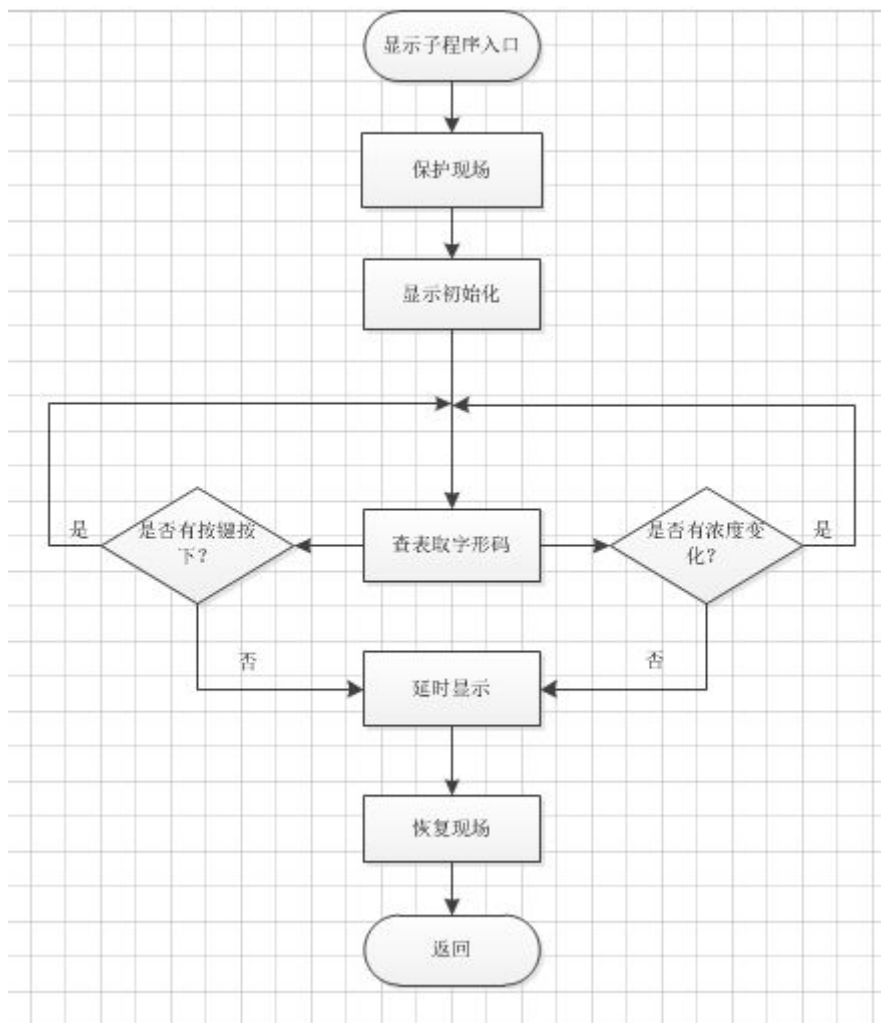 显示子程序入口
保护现场
显示初始化
是
是否有按键按
下?
查表取字形码
是否有浓度变
化?
是
否
延时显示
否
恢复现场
返回